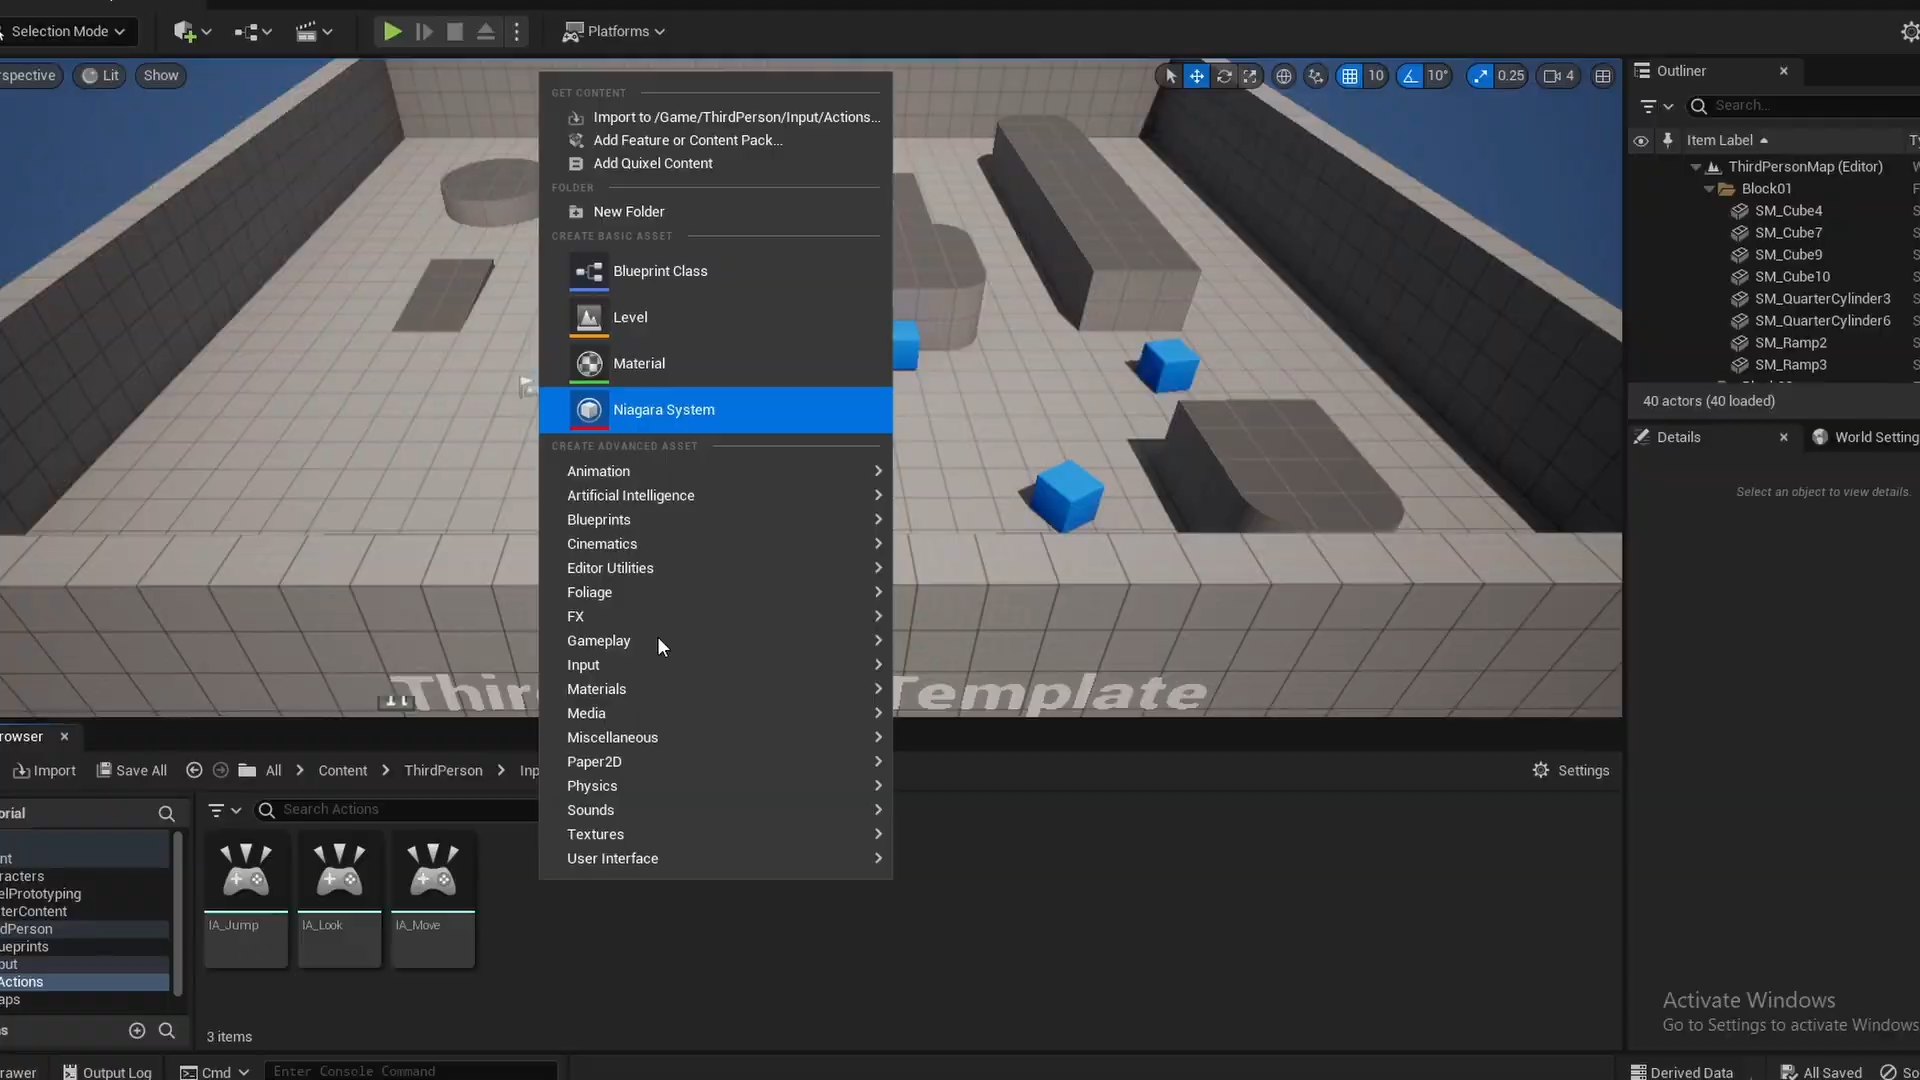 Selection Mode
Platforms
rspective
Lit
Show
10
10°
0.25
4
Outliner
Search...
Item Label
ThirdPersonMap (Editor)
Block01
SM_Cube4
SM_Cube7
SM_Cube9
SM_Cube10
SM_QuarterCylinder3
SM_QuarterCylinder6
SM_Ramp2
SM_Ramp3
40 actors (40 loaded)
Details
World Setting
Select an object to view details.
GET CONTENT
Import to /Game/ThirdPerson/Input/Actions...
Add Feature or Content Pack...
Add Quixel Content
FOLDER
New Folder
CREATE BASIC ASSET
Blueprint Class
Level
Material
Niagara System
CREATE ADVANCED ASSET
Animation
Artificial Intelligence
Blueprints
Cinematics
Editor Utilities
Foliage
FX
Gameplay
Input
Materials
Media
Miscellaneous
Paper2D
Physics
Sounds
Textures
User Interface
Thir
Template
rowser
Import
Save All
All
Content
ThirdPerson
Inp
Settings
orial
Search Actions
nt
racters
elPrototyping
terContent
dPerson
ueprints
put
Actions
aps
IA_Jump
IA_Look
IA_Move
3 items
Activate Windows
Go to Settings to activate Windows
rawer
Output Log
Cmd
Enter Console Command
Derived Data
All Saved
So